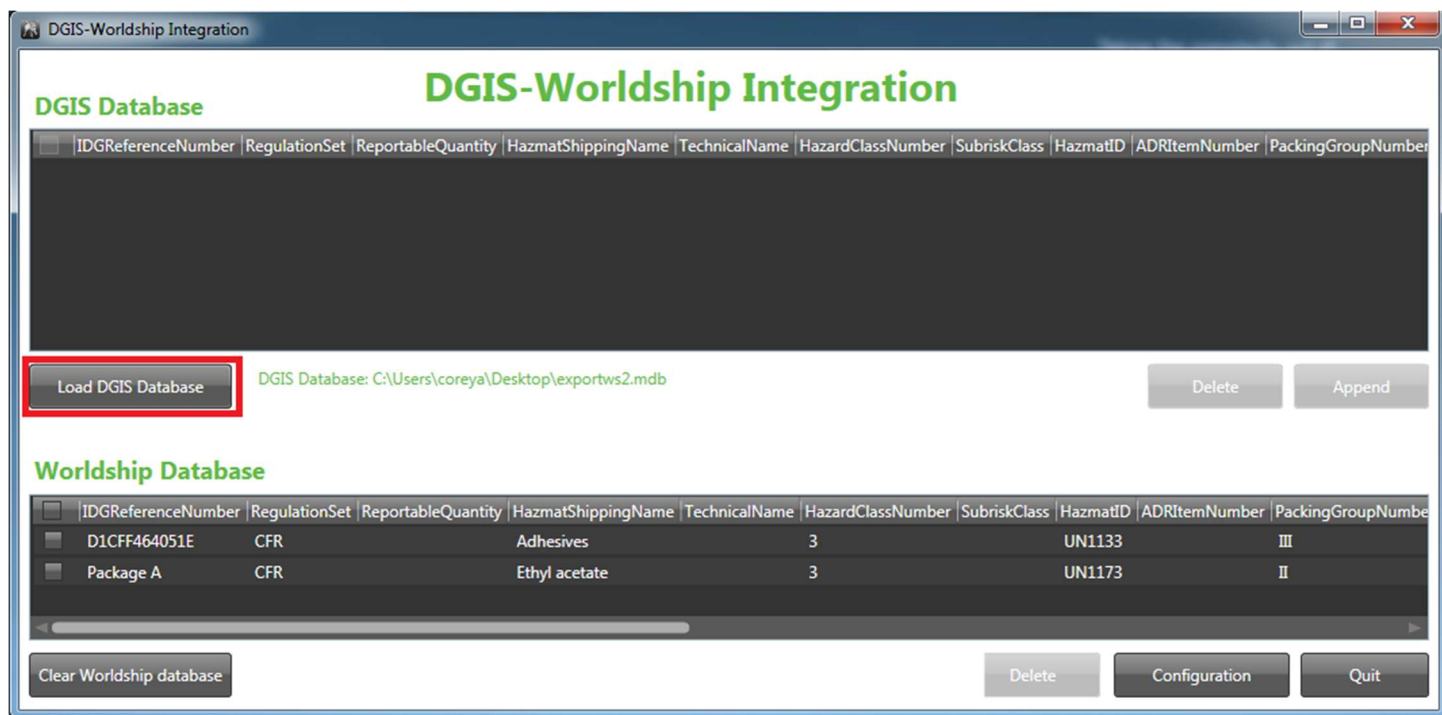 DGIS-Worldship Integration
DGIS-Worldship Integration
DGIS Database
IDGReferenceNumber RegulationSet ReportableQuantity HazmatShippingName TechnicalName HazardClassNumber SubriskClass HazmatID ADRItemNumber PackingGroupNumber
Load DGIS Database DGIS Database: C:\Users\coreya\Desktop\exportws2.mdb Delete Append
Worldship Database
IDGReferenceNumber RegulationSet ReportableQuantity HazmatShippingName TechnicalName HazardClassNumber SubriskClass HazmatID ADRItemNumber PackingGroupNumbe
D1CFF464051E CFR Adhesives 3 UN1133 III
Package A CFR Ethyl acetate 3 UN1173 II
Clear Worldship database Delete Configuration Quit